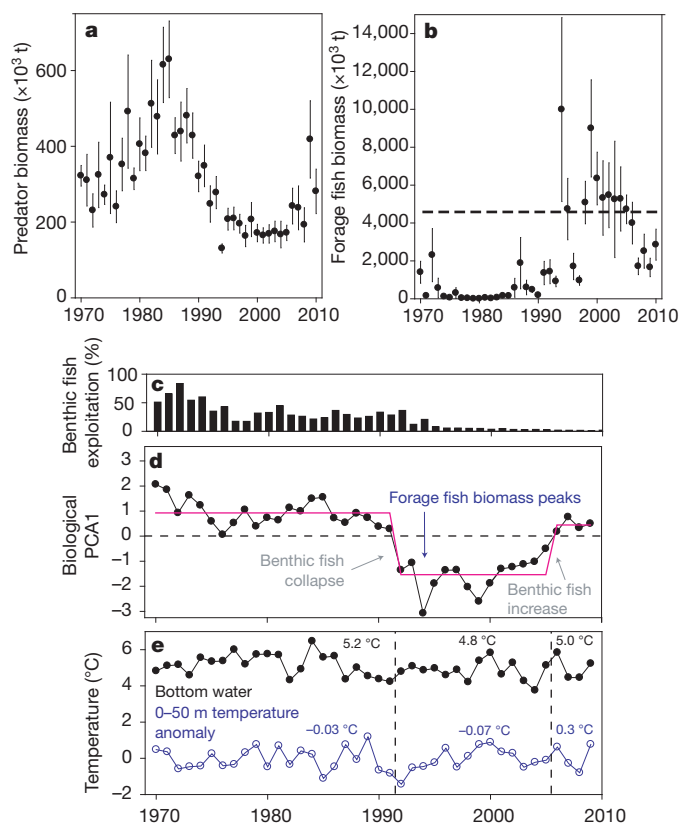 a
Predator biomass (×10³ t)
600
400
200
0
1970 1980 1990 2000 2010
b
Forage fish biomass (×10³ t)
14,000
12,000
10,000
8,000
6,000
4,000
2,000
0
1970 1980 1990 2000 2010
c
Benthic fish
exploitation (%)
100
50
0
d
Biological
PCA1
3
2
1
0
–1
–2
–3
Forage fish biomass peaks
Benthic fish
collapse
Benthic fish
increase
e
Temperature (°C)
6
4
2
0
–2
5.2 °C 4.8 °C 5.0 °C
Bottom water
0–50 m temperature
anomaly
–0.03 °C –0.07 °C 0.3 °C
1970 1980 1990 2000 2010